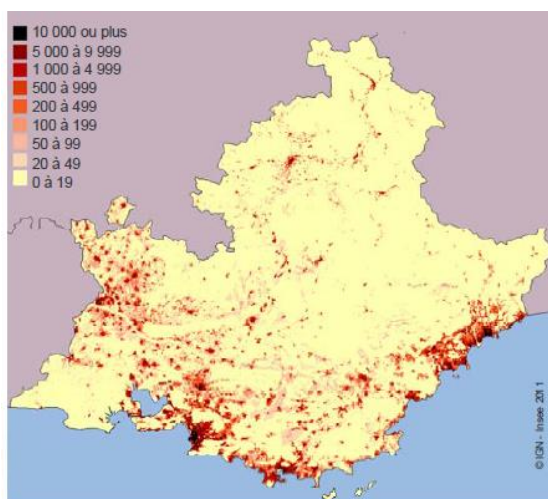 10 000 ou plus
5 000 à 9 999
1 000 à 4 999
500 à 999
200 à 499
100 à 199
50 à 99
20 à 49
0 à 19
© IGN - Insee 2011